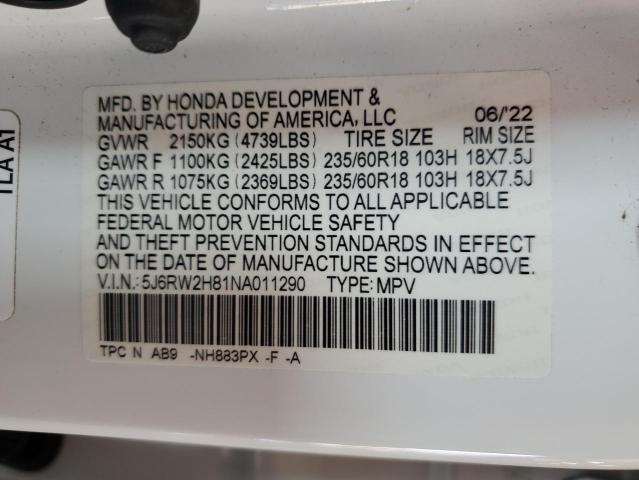 MFD. BY HONDA DEVELOPMENT &
MANUFACTURING OF AMERICA, LLC 06/'22
GVWR 2150KG (4739LBS) TIRE SIZE RIM SIZE
GAWR F 1100KG (2425LBS) 235/60R18 103H 18X7.5J
GAWR R 1075KG (2369LBS) 235/60R18 103H 18X7.5J
THIS VEHICLE CONFORMS TO ALL APPLICABLE
FEDERAL MOTOR VEHICLE SAFETY
AND THEFT PREVENTION STANDARDS IN EFFECT
ON THE DATE OF MANUFACTURE SHOWN ABOVE.
V.I.N.:5J6RW2H81NA011290 TYPE:MPV
TPC N AB9 -NH883PX -F -A
TLA A1